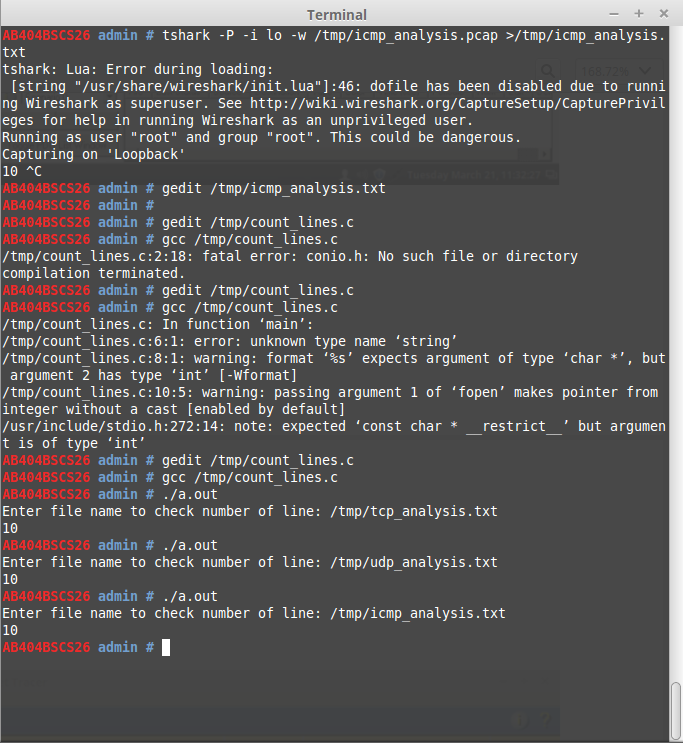 Terminal
AB404BSCS26 admin # tshark -P -i lo -w /tmp/icmp_analysis.pcap >/tmp/icmp_analysis.
txt
tshark: Lua: Error during loading:
 [string "/usr/share/wireshark/init.lua"]:46: dofile has been disabled due to runni
ng Wireshark as superuser. See http://wiki.wireshark.org/CaptureSetup/CapturePrivil
eges for help in running Wireshark as an unprivileged user.
Running as user "root" and group "root". This could be dangerous.
Capturing on 'Loopback'
10 ^C
AB404BSCS26 admin # gedit /tmp/icmp_analysis.txt
AB404BSCS26 admin #
AB404BSCS26 admin # gedit /tmp/count_lines.c
AB404BSCS26 admin # gcc /tmp/count_lines.c
/tmp/count_lines.c:2:18: fatal error: conio.h: No such file or directory
compilation terminated.
AB404BSCS26 admin # gedit /tmp/count_lines.c
AB404BSCS26 admin # gcc /tmp/count_lines.c
/tmp/count_lines.c: In function ‘main’:
/tmp/count_lines.c:6:1: error: unknown type name ‘string’
/tmp/count_lines.c:8:1: warning: format ‘%s’ expects argument of type ‘char *’, but
 argument 2 has type ‘int’ [-Wformat]
/tmp/count_lines.c:10:5: warning: passing argument 1 of ‘fopen’ makes pointer from
integer without a cast [enabled by default]
/usr/include/stdio.h:272:14: note: expected ‘const char * __restrict__’ but argumen
t is of type ‘int’
AB404BSCS26 admin # gedit /tmp/count_lines.c
AB404BSCS26 admin # gcc /tmp/count_lines.c
AB404BSCS26 admin # ./a.out
Enter file name to check number of line: /tmp/tcp_analysis.txt
10
AB404BSCS26 admin # ./a.out
Enter file name to check number of line: /tmp/udp_analysis.txt
10
AB404BSCS26 admin # ./a.out
Enter file name to check number of line: /tmp/icmp_analysis.txt
10
AB404BSCS26 admin #